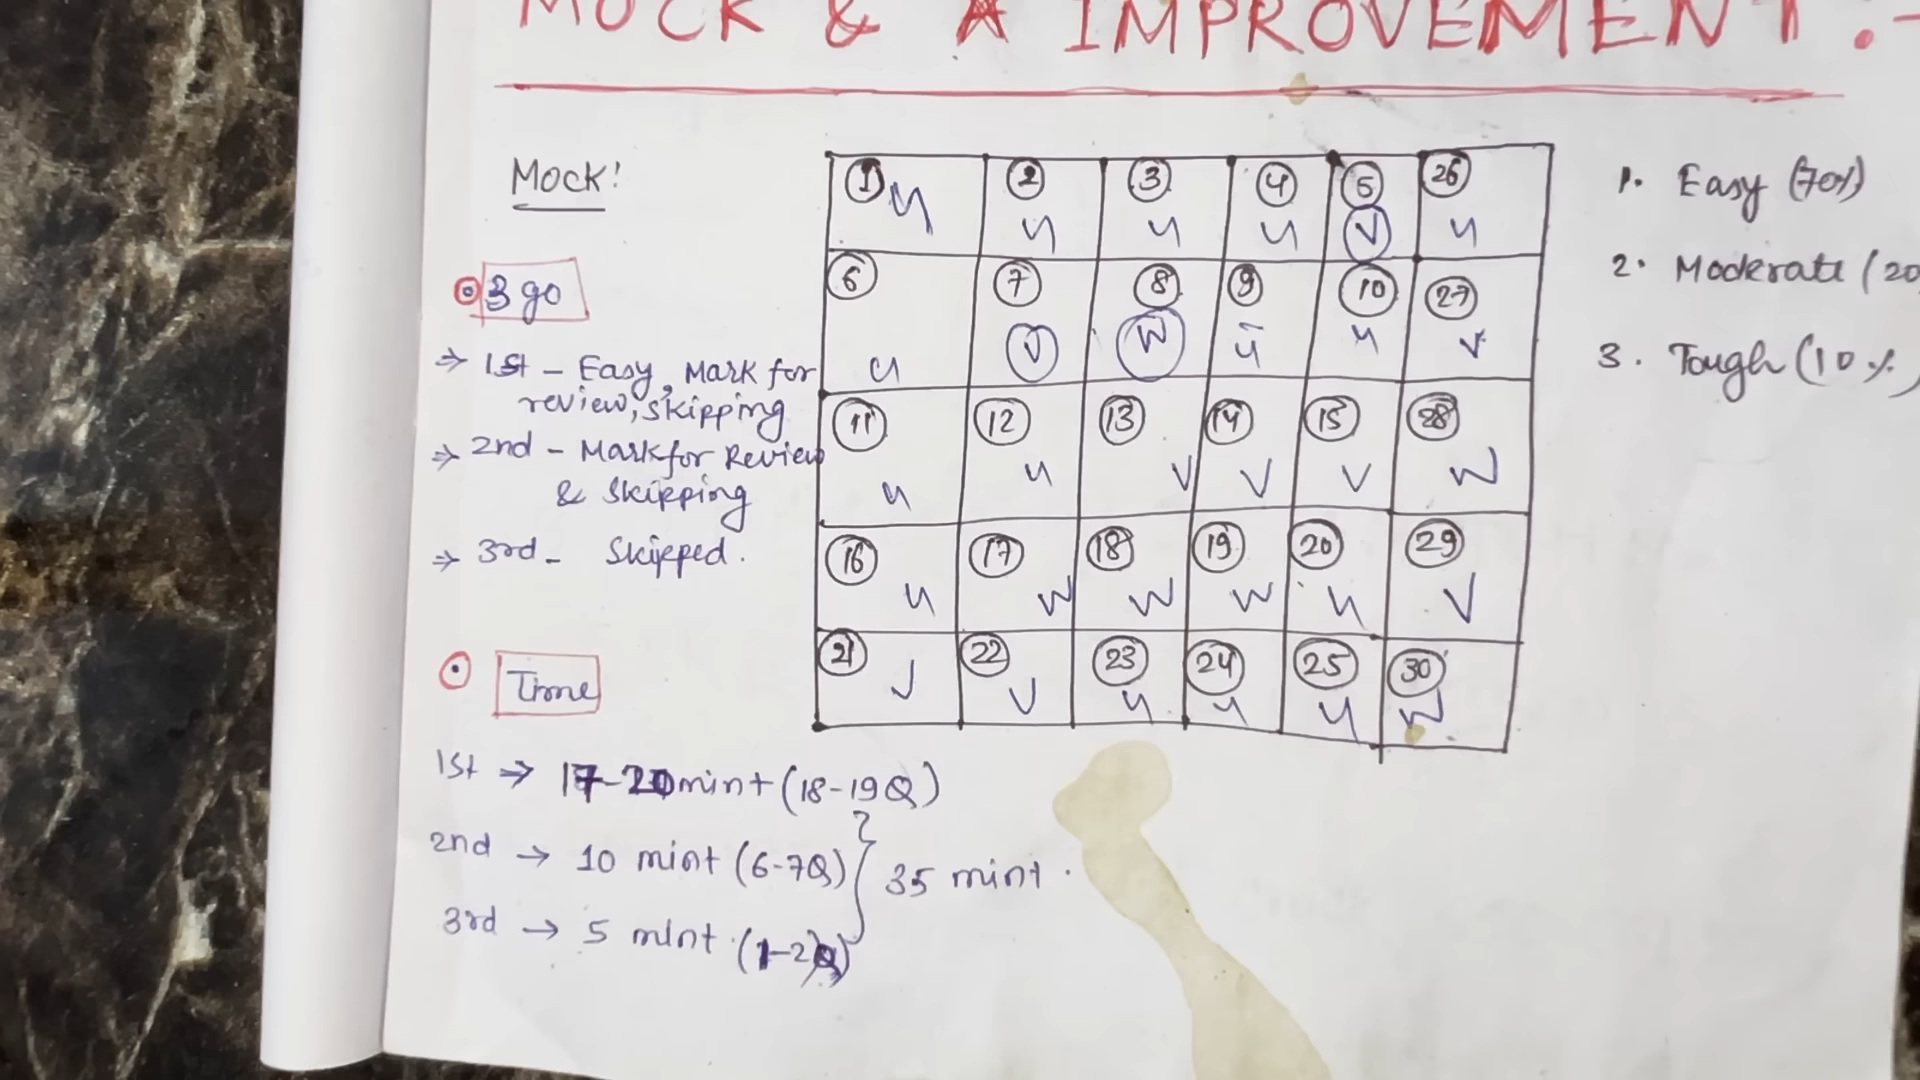 MOCK & A IMPROVEMENT :-
Mock!
3 go
⇒ 1st - Easy, Mark for
review, skipping
⇒ 2nd - Mark for Review
& Skipping
⇒ 3rd - Skipped.
Time
1st ⇒ 17-20 mint (18-19Q)
2nd → 10 mint (6-7Q)
3rd → 5 mint (1-2Q)
35 mint.
1 y 2 y 3 y 4 y 5 V 26 y
6 y 7 V 8 W 9 y 10 y 27 V
11 y 12 y 13 V 14 V 15 V 28 W
16 y 17 W 18 W 19 W 20 y 29 V
21 V 22 V 23 y 24 y 25 y 30 W
1. Easy (70%)
2. Moderate (20
3. Tough (10%)